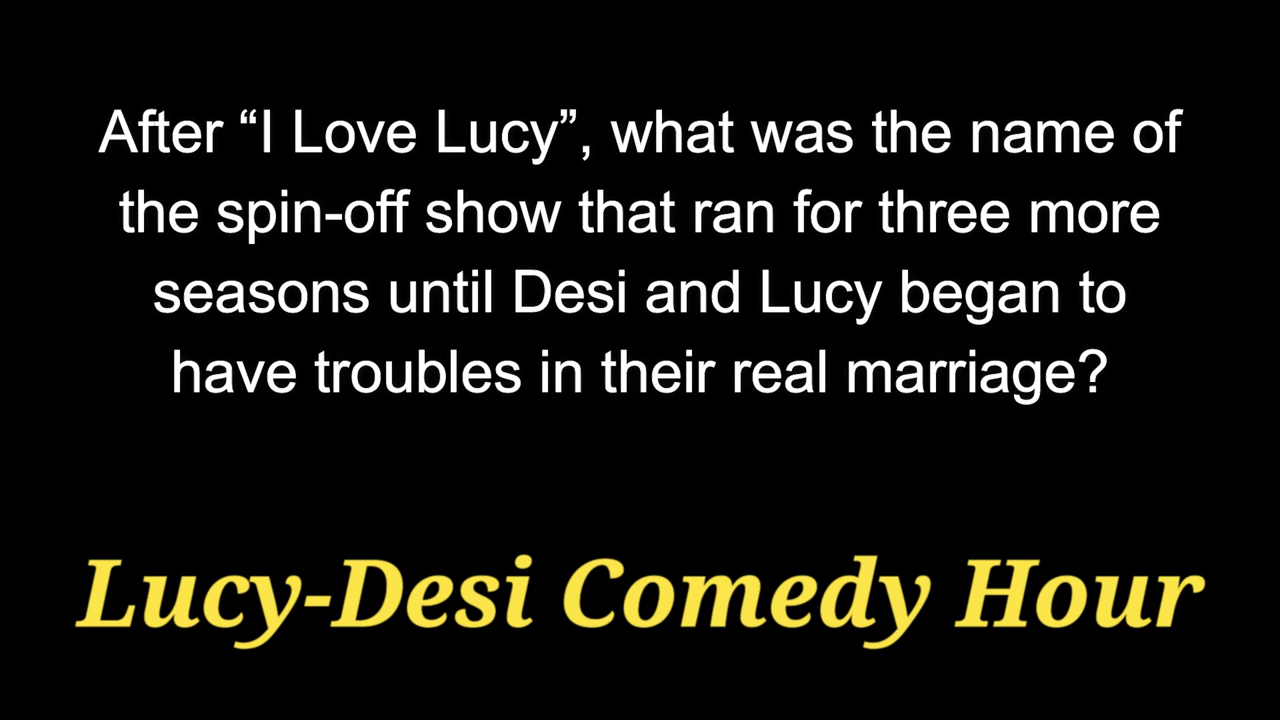 After “I Love Lucy”, what was the name of
the spin-off show that ran for three more
seasons until Desi and Lucy began to
have troubles in their real marriage?
Lucy-Desi Comedy Hour